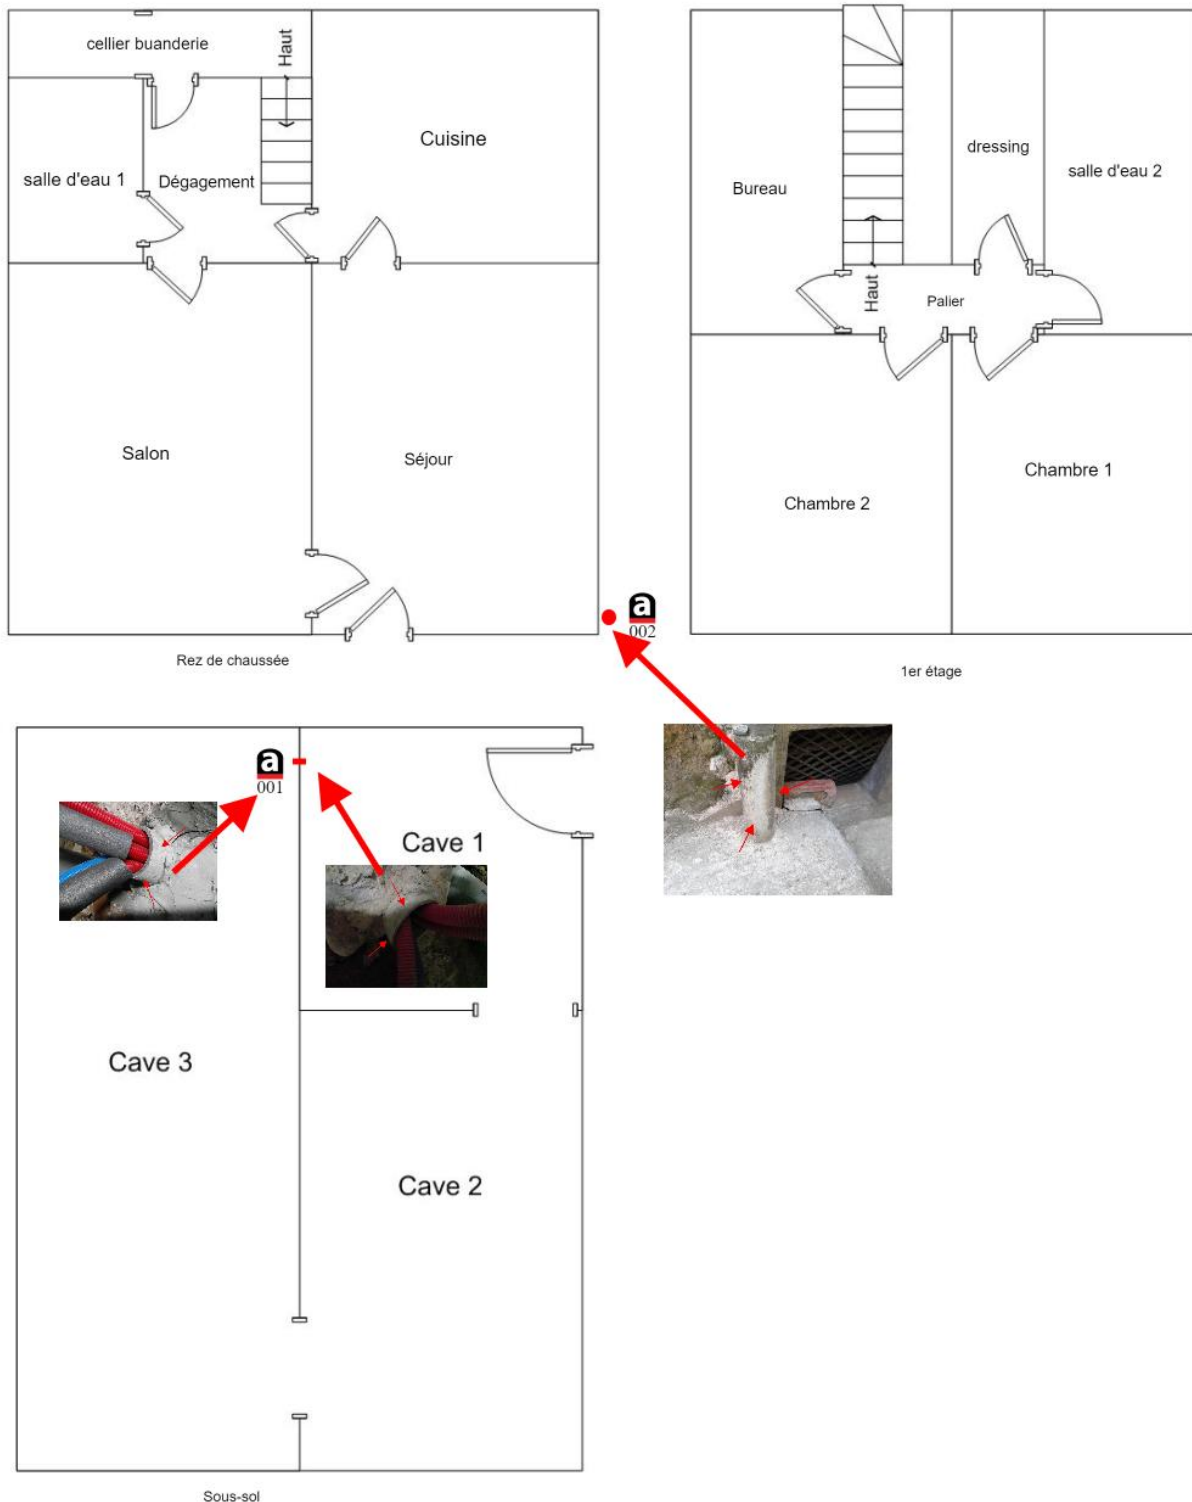 cellier buanderie
Haut
Cuisine
salle d'eau 1
Dégagement
Salon
Séjour
Rez de chaussée
a
002
Bureau
dressing
salle d'eau 2
Haut
Palier
Chambre 2
Chambre 1
1er étage
a
001
Cave 1
Cave 3
Cave 2
Sous-sol